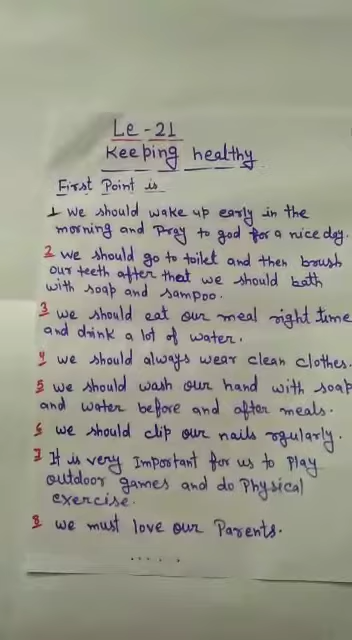 Le - 21
Keeping healthy
First Point is
1 we should wake up early in the
morning and Pray to god for a nice day.
2 we should go to toilet and then brush
our teeth after that we should bath
with soap and sampoo.
3 we should eat our meal right time
and drink a lot of water.
4 we should always wear clean clothes.
5 we should wash our hand with soap
and water before and after meals.
6 we should clip our nails rgularly.
7 It is very Important for us to Play
outdoor games and do Physical
exercise.
8 we must love our Parents.
.....